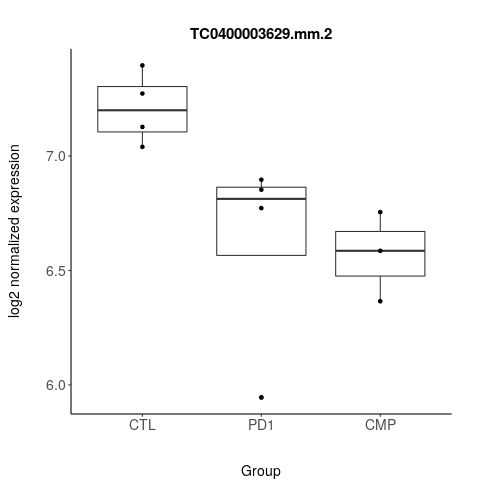 TC0400003629.mm.2
log2 normalized expression
7.0
6.5
6.0
CTL
PD1
CMP
Group